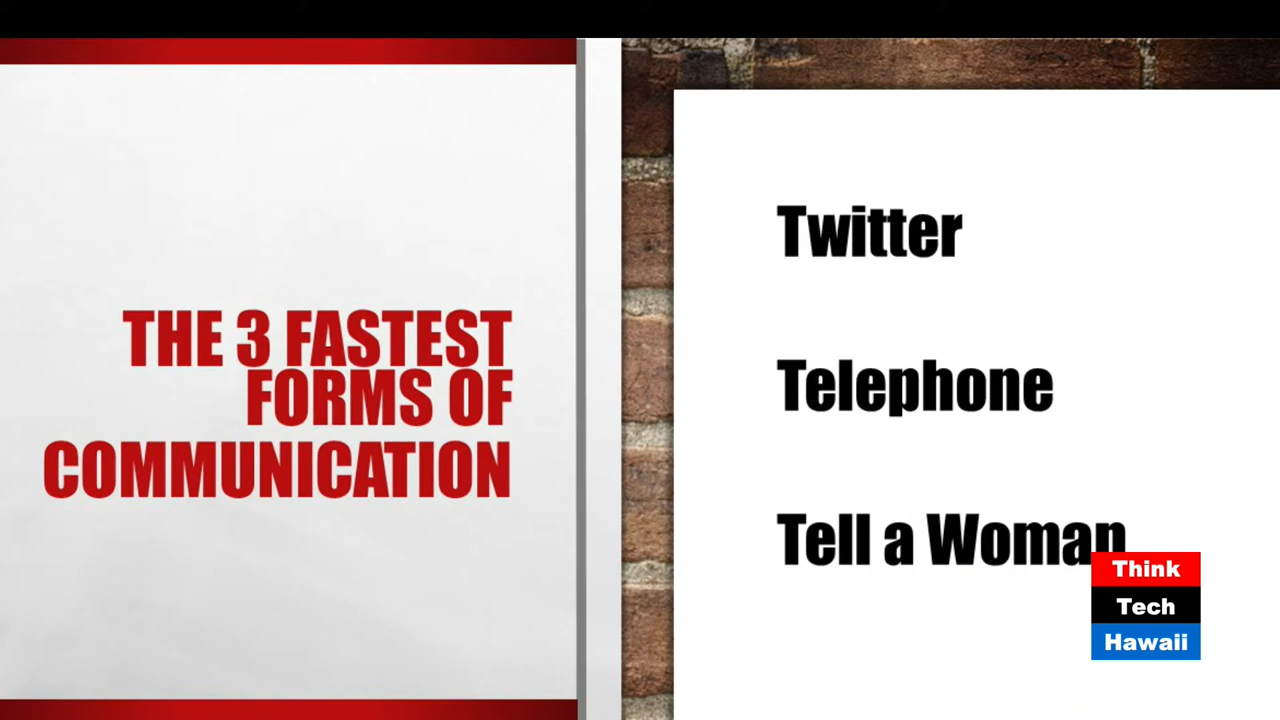 THE 3 FASTEST
FORMS OF
COMMUNICATION
Twitter
Telephone
Tell a Woman
Think
Tech
Hawaii